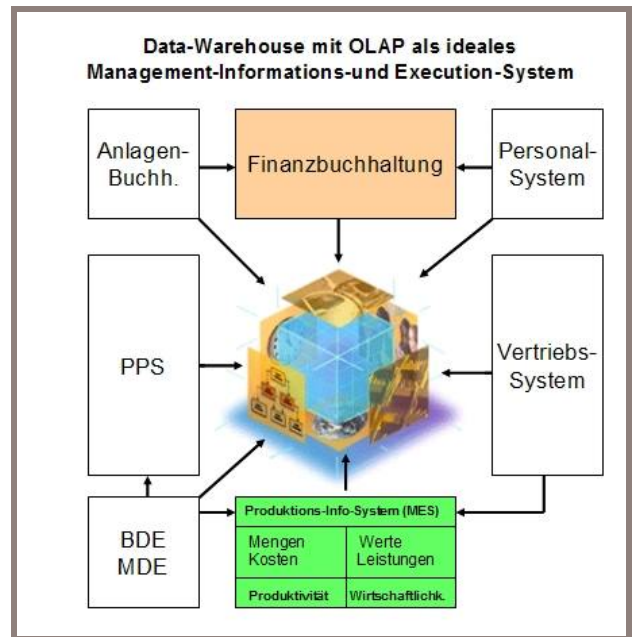 Data-Warehouse mit OLAP als ideales
Management-Informations-und Execution-System
Anlagen-
Buchh.
Finanzbuchhaltung
Personal-
System
PPS
Vertriebs-
System
BDE
MDE
Produktions-Info-System (MES)
Mengen
Kosten
Werte
Leistungen
Produktivität
Wirtschaftlichk.